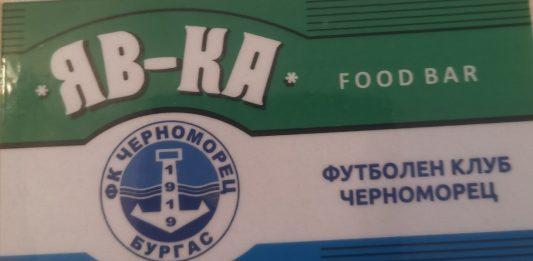 ЯВ-КА
FOOD BAR
ФК ЧЕРНОМОРЕЦ
1919
БУРГАС
ФУТБОЛЕН КЛУБ
ЧЕРНОМОРЕЦ